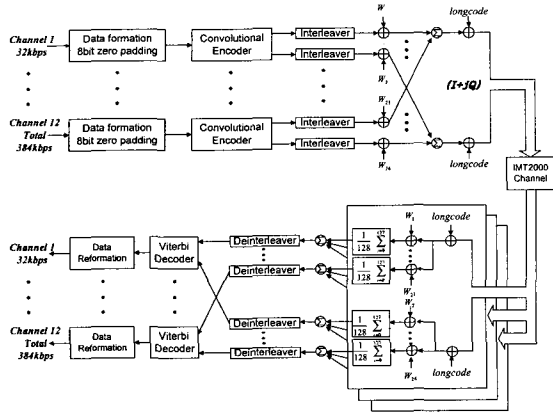 Channel 1
32kbps
Data formation
8bit zero padding
Convolutional
Encoder
Interleaver
Interleaver
W
longcode
W
(I+jQ)
Channel 12
Total
384kbps
Data formation
8bit zero padding
Convolutional
Encoder
Interleaver
Interleaver
W
W24
longcode
IMT2000
Channel
Channel 1
32kbps
Data
Reformation
Viterbi
Decoder
Deinterleaver
Deinterleaver
Σ
Σ
1/128 Σ
1/128 Σ
W1
longcode
Channel 12
Total
384kbps
Data
Reformation
Viterbi
Decoder
Deinterleaver
Deinterleaver
Σ
Σ
1/128 Σ
1/128 Σ
W2
W24
longcode